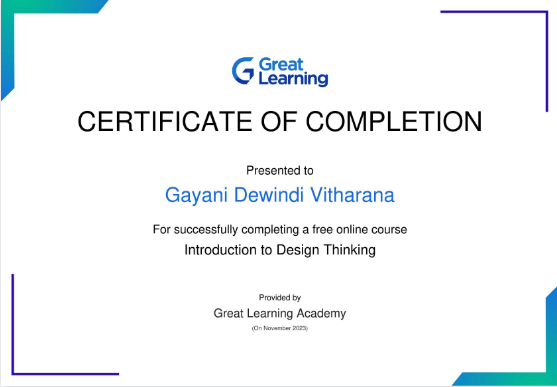 Great
Learning
CERTIFICATE OF COMPLETION
Presented to
Gayani Dewindi Vitharana
For successfully completing a free online course
Introduction to Design Thinking
Provided by
Great Learning Academy
(On November 2023)